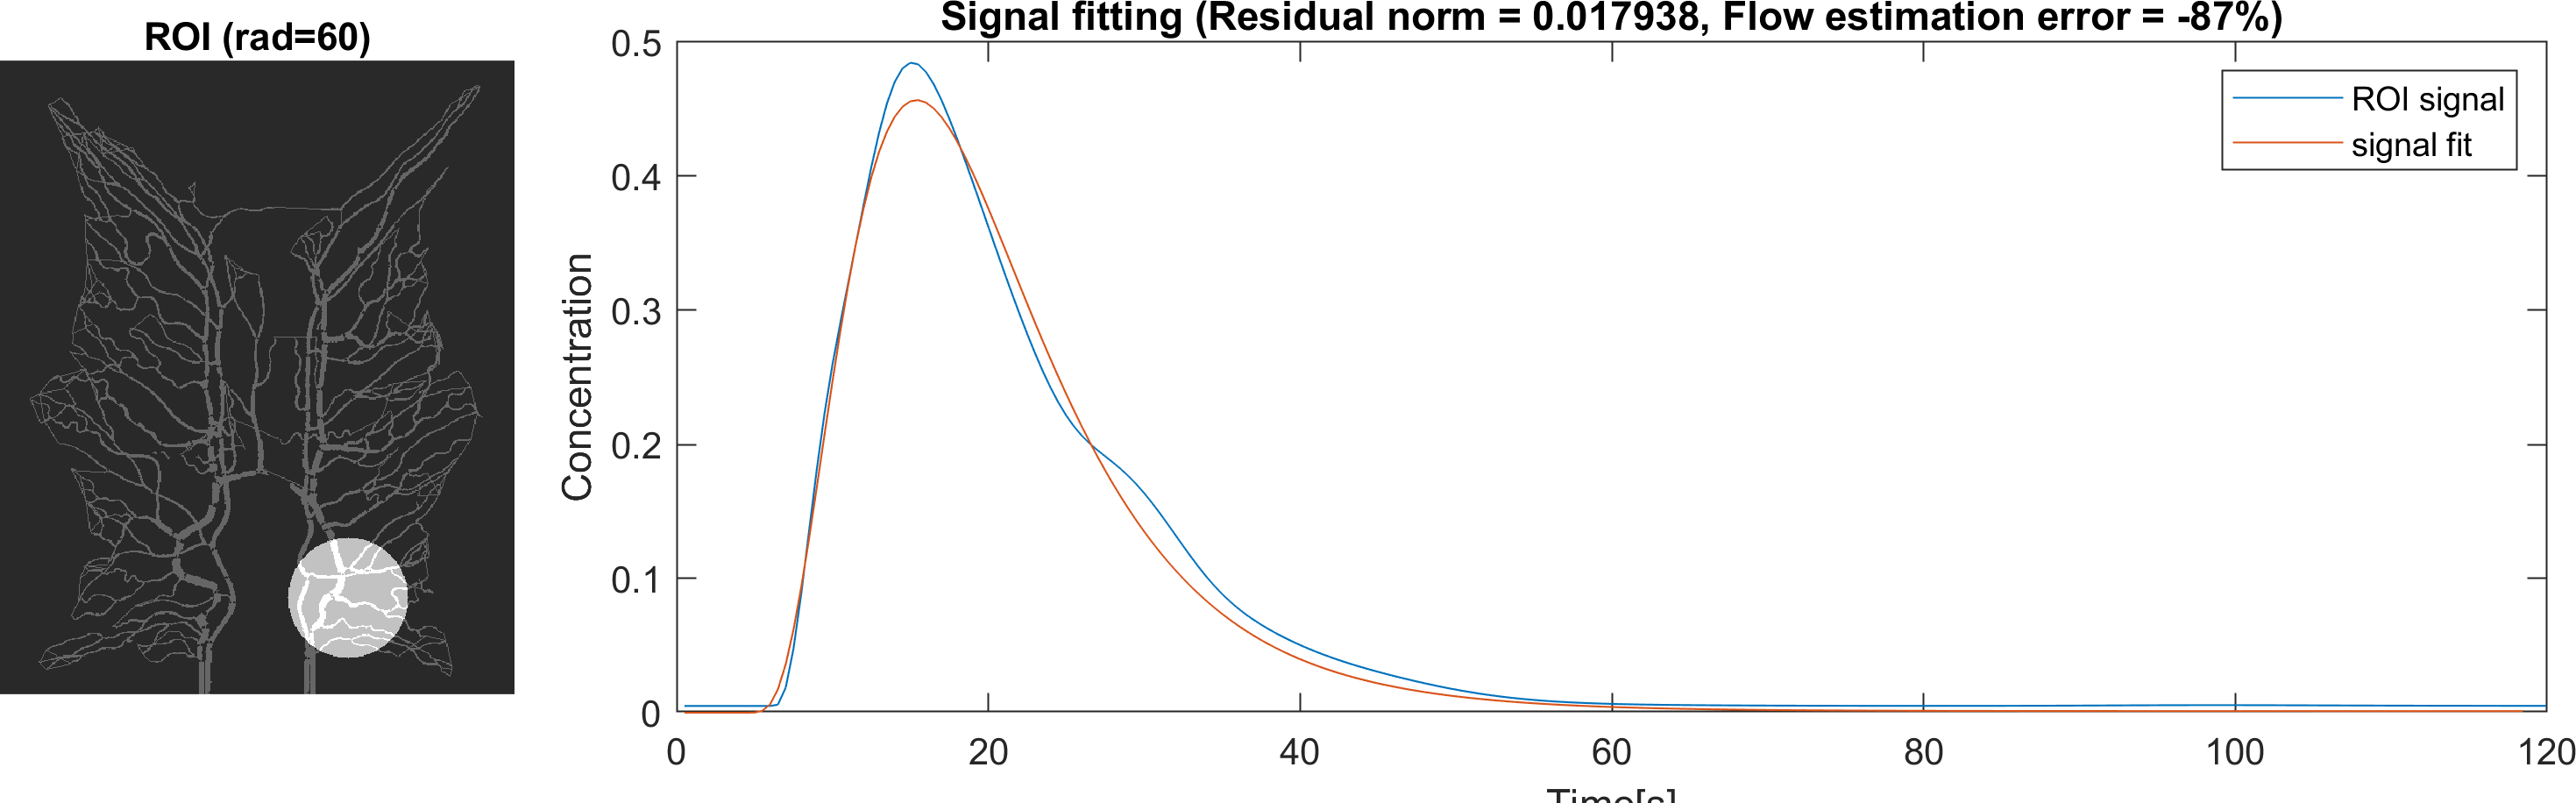 ROI (rad=60)
Signal fitting (Residual norm = 0.017938, Flow estimation error = -87%)
ROI signal
signal fit
Concentration
0.5
0.4
0.3
0.2
0.1
0
0 20 40 60 80 100 120
Time[s]